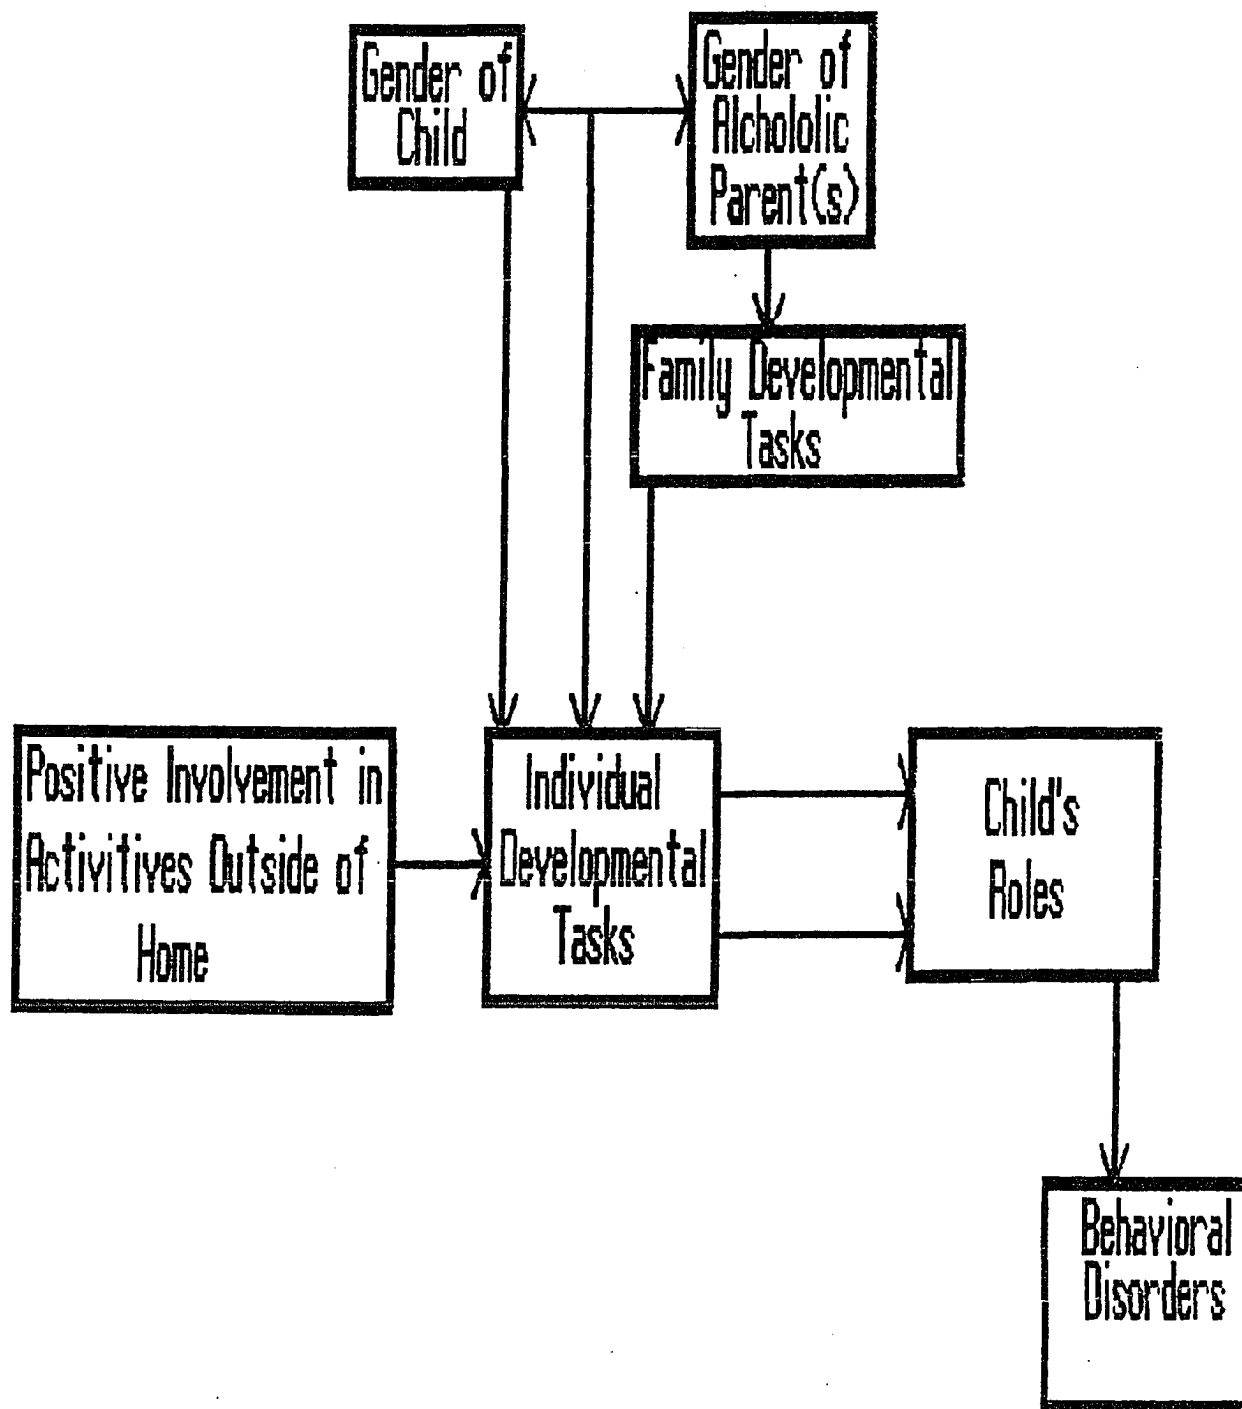 Gender of
Child
Gender of
Alchololic
Parent(s)
Family Developmental
Tasks
Positive Involvement in
Activitives Outside of
Home
Individual
Developmental
Tasks
Child's
Roles
Behavioral
Disorders